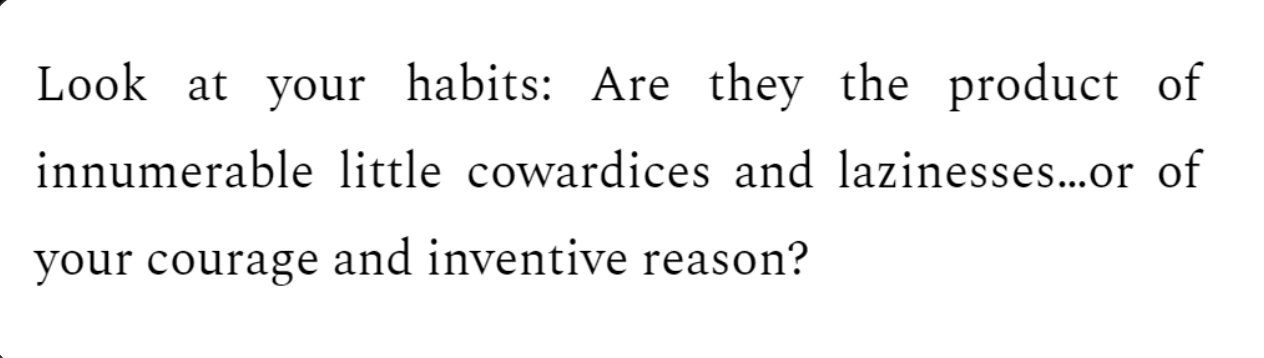 Look at your habits: Are they the product of
innumerable little cowardices and lazinesses...or of
your courage and inventive reason?